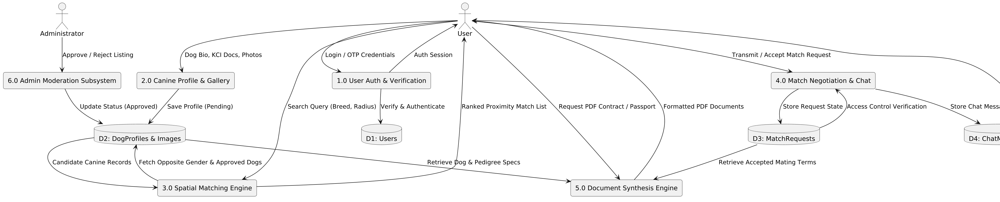 Administrator
User
Approve / Reject Listing
Dog Bio, KCI Docs, Photos
Login / OTP Credentials
Auth Session
Transmit / Accept Match Request
6.0 Admin Moderation Subsystem
2.0 Canine Profile & Gallery
1.0 User Auth & Verification
4.0 Match Negotiation & Chat
Update Status (Approved)
Save Profile (Pending)
Search Query (Breed, Radius)
Verify & Authenticate
Ranked Proximity Match List
Request PDF Contract / Passport
Formatted PDF Documents
Store Request State
Access Control Verification
Store Chat Messa
D2: DogProfiles & Images
D1: Users
D3: MatchRequests
D4: ChatM
Candidate Canine Records
Fetch Opposite Gender & Approved Dogs
Retrieve Dog & Pedigree Specs
Retrieve Accepted Mating Terms
3.0 Spatial Matching Engine
5.0 Document Synthesis Engine